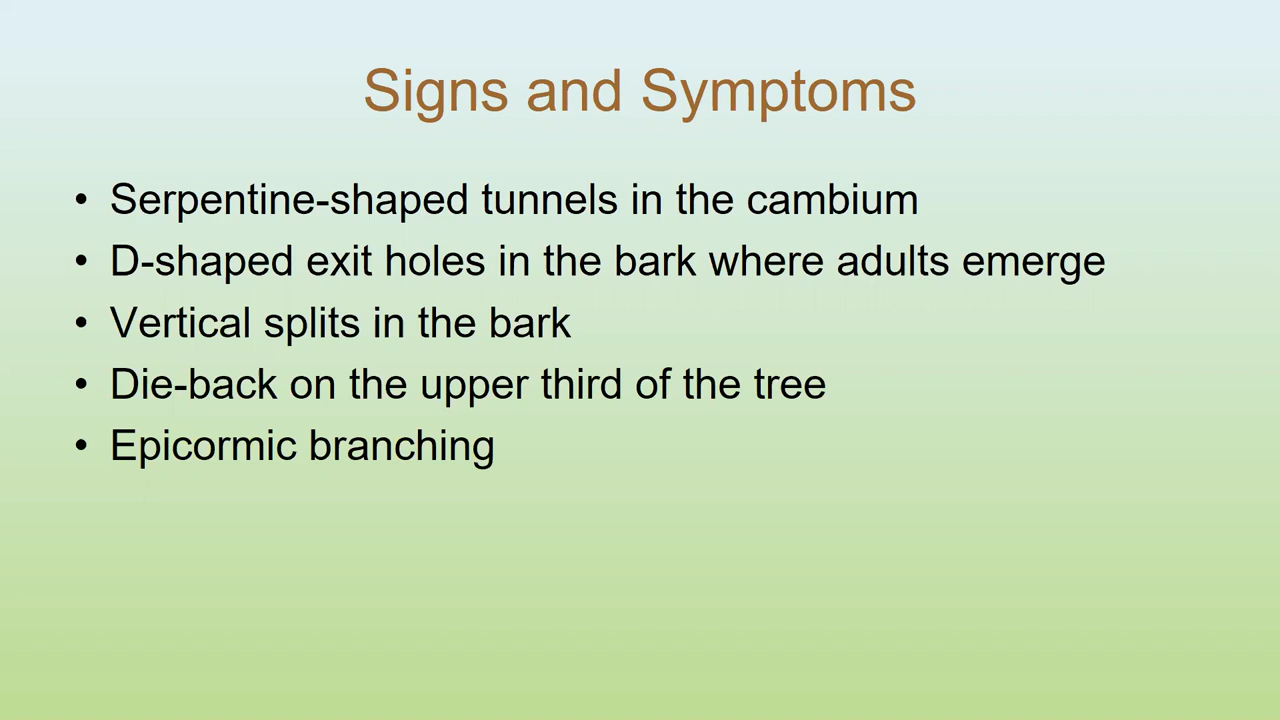 Signs and Symptoms
• Serpentine-shaped tunnels in the cambium
• D-shaped exit holes in the bark where adults emerge
• Vertical splits in the bark
• Die-back on the upper third of the tree
• Epicormic branching